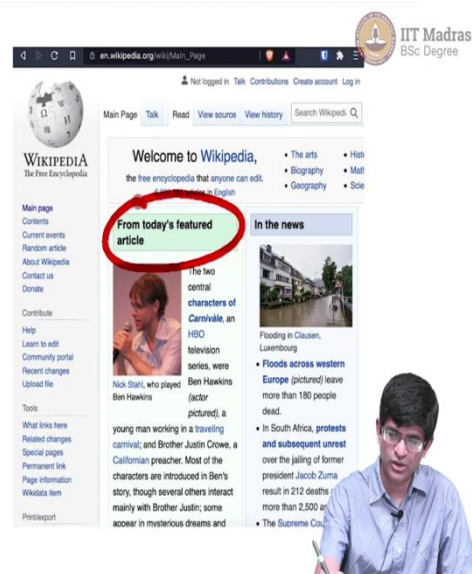 IIT Madras
BSc Degree
en.wikipedia.org/wiki/Main_Page
Not logged in Talk Contributions Create account Log in
Main Page Talk Read View source View history Search Wikipedi
WIKIPEDIA
The Free Encyclopedia
Welcome to Wikipedia,
the free encyclopedia that anyone can edit.
articles in English
• The arts
• Biography
• Geography
• Hist
• Math
• Scie
Main page
Contents
Current events
Random article
About Wikipedia
Contact us
Donate
Contribute
Help
Learn to edit
Community portal
Recent changes
Upload file
Tools
What links here
Related changes
Special pages
Permanent link
Page information
Wikidata item
Print/export
From today's featured
article
The two
central
characters of
Carnivàle, an
HBO
television
series, were
Ben Hawkins
(actor
pictured), a
Nick Stahl, who played
Ben Hawkins
young man working in a traveling
carnival; and Brother Justin Crowe, a
Californian preacher. Most of the
characters are introduced in Ben's
story, though several others interact
mainly with Brother Justin; some
appear in mysterious dreams and
In the news
Flooding in Clausen,
Luxembourg
• Floods across western
Europe (pictured) leave
more than 180 people
dead.
• In South Africa, protests
and subsequent unrest
over the jailing of former
president Jacob Zuma
result in 212 deaths
more than 2,500 a
• The Supreme Cou